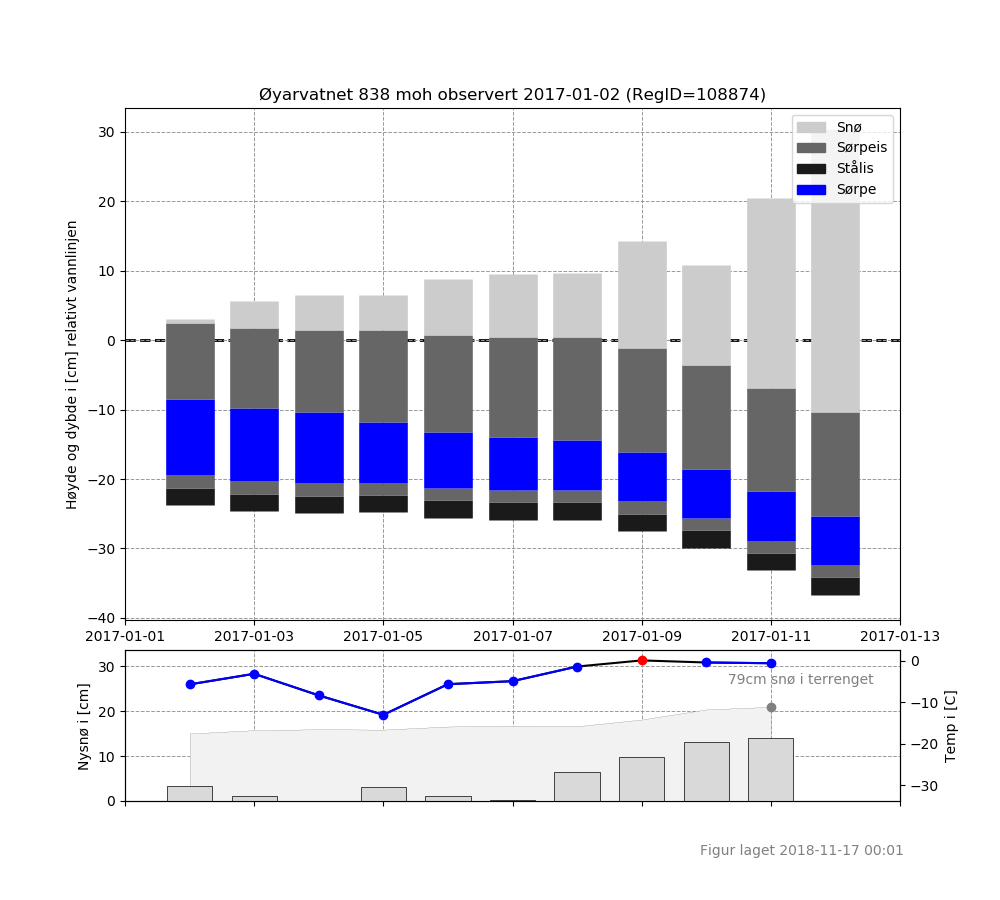 Øyarvatnet 838 moh observert 2017-01-02 (RegID=108874)
Snø
Sørpeis
Stålis
Sørpe
Høyde og dybde i [cm] relativt vannlinjen
30
20
10
0
−10
−20
−30
−40
2017-01-01 2017-01-03 2017-01-05 2017-01-07 2017-01-09 2017-01-11 2017-01-13
Nysnø i [cm]
30
20
10
0
79cm snø i terrenget
0
−10
−20
−30
Temp i [C]
Figur laget 2018-11-17 00:01